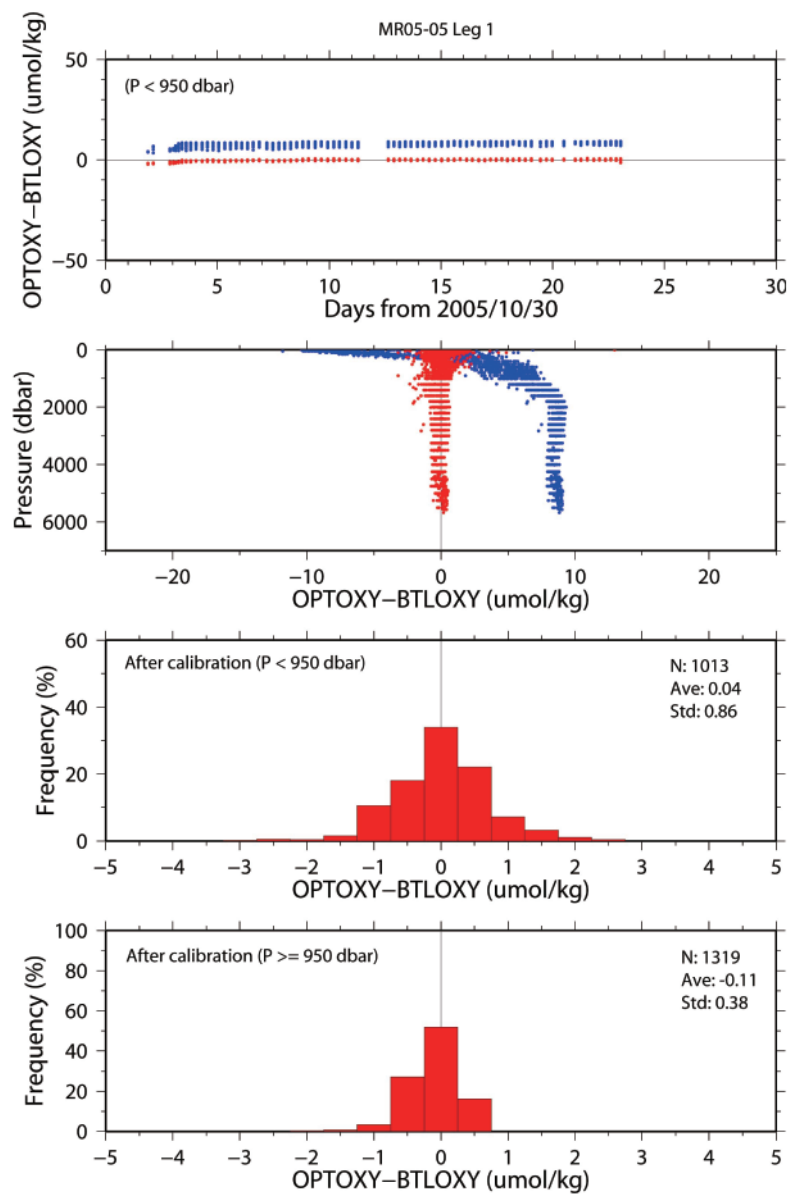 MR05-05 Leg 1
OPTOXY−BTLOXY (umol/kg)
50
0
−50
(P < 950 dbar)
0 5 10 15 20 25 30
Days from 2005/10/30
Pressure (dbar)
0
2000
4000
6000
−20 −10 0 10 20
OPTOXY−BTLOXY (umol/kg)
Frequency (%)
60
40
20
0
After calibration (P < 950 dbar)
N: 1013
Ave: 0.04
Std: 0.86
−5 −4 −3 −2 −1 0 1 2 3 4 5
OPTOXY−BTLOXY (umol/kg)
Frequency (%)
100
80
60
40
20
0
After calibration (P >= 950 dbar)
N: 1319
Ave: -0.11
Std: 0.38
−5 −4 −3 −2 −1 0 1 2 3 4 5
OPTOXY−BTLOXY (umol/kg)